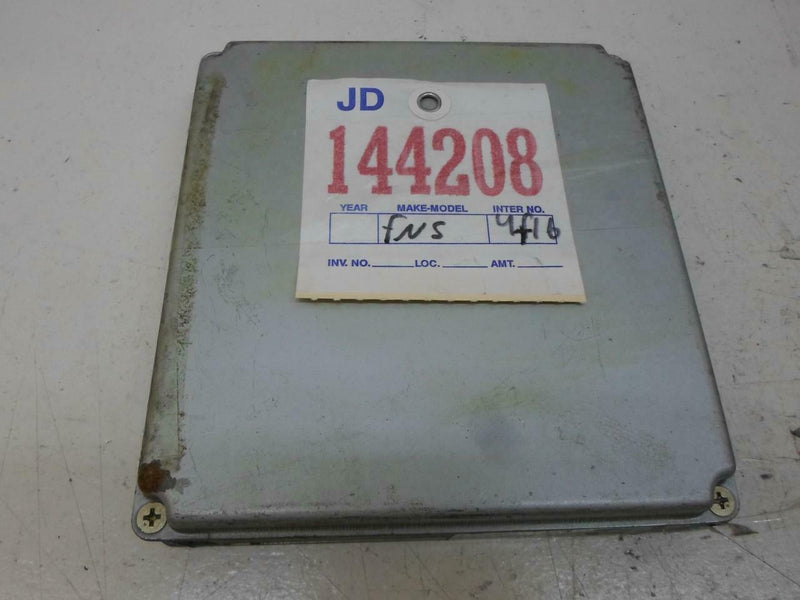 JD
144208
YEAR MAKE-MODEL INTER NO.
fNS 4f16
INV. NO. LOC. AMT.